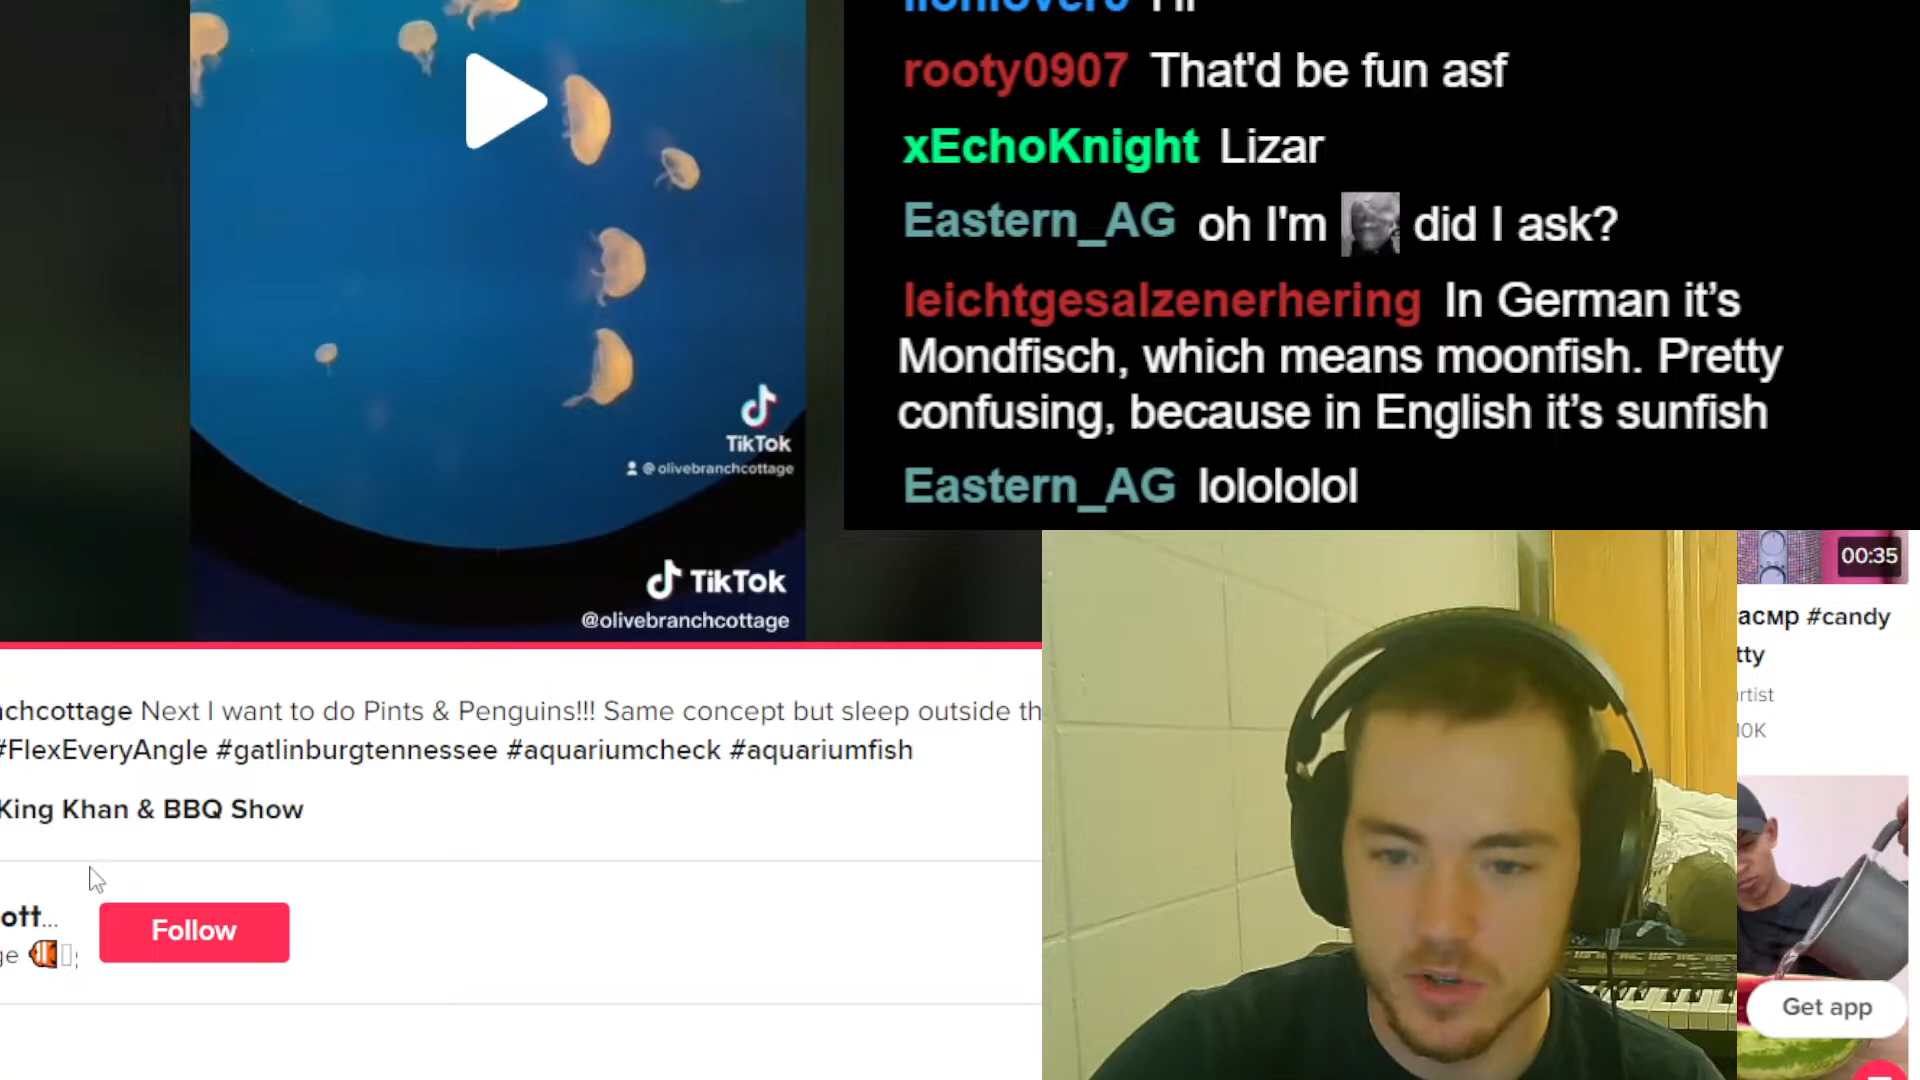 rooty0907 That'd be fun asf
xEchoKnight Lizar
Eastern_AG oh I'm did I ask?
leichtgesalzenerhering In German it’s
Mondfisch, which means moonfish. Pretty
confusing, because in English it’s sunfish
Eastern_AG lolololol
TikTok
@olivebranchcottage
TikTok
@olivebranchcottage
chcottage Next I want to do Pints & Penguins!!! Same concept but sleep outside th
#FlexEveryAngle #gatlinburgtennessee #aquariumcheck #aquariumfish
King Khan & BBQ Show
ott...
ge
Follow
00:35
асмр #candy
tty
rtist
Get app